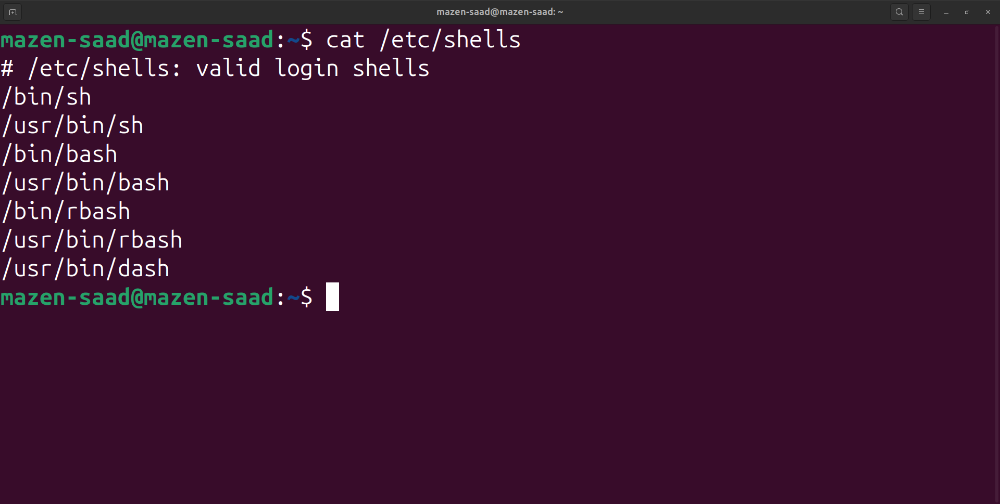 mazen-saad@mazen-saad: ~
mazen-saad@mazen-saad:~$ cat /etc/shells
# /etc/shells: valid login shells
/bin/sh
/usr/bin/sh
/bin/bash
/usr/bin/bash
/bin/rbash
/usr/bin/rbash
/usr/bin/dash
mazen-saad@mazen-saad:~$